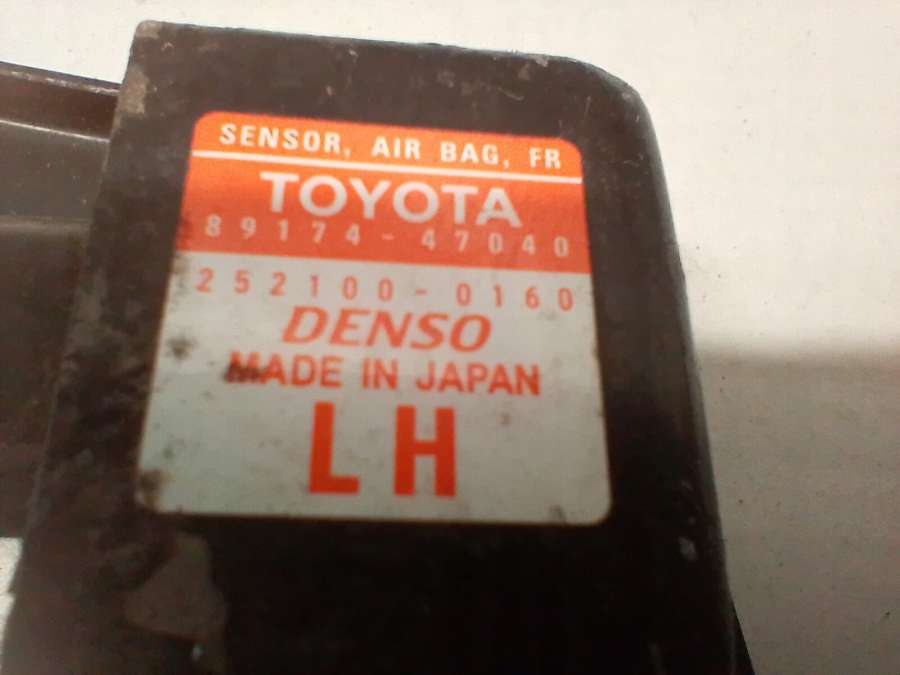 SENSOR, AIR BAG, FR
TOYOTA
89174-47040
252100-0160
DENSO
MADE IN JAPAN
LH